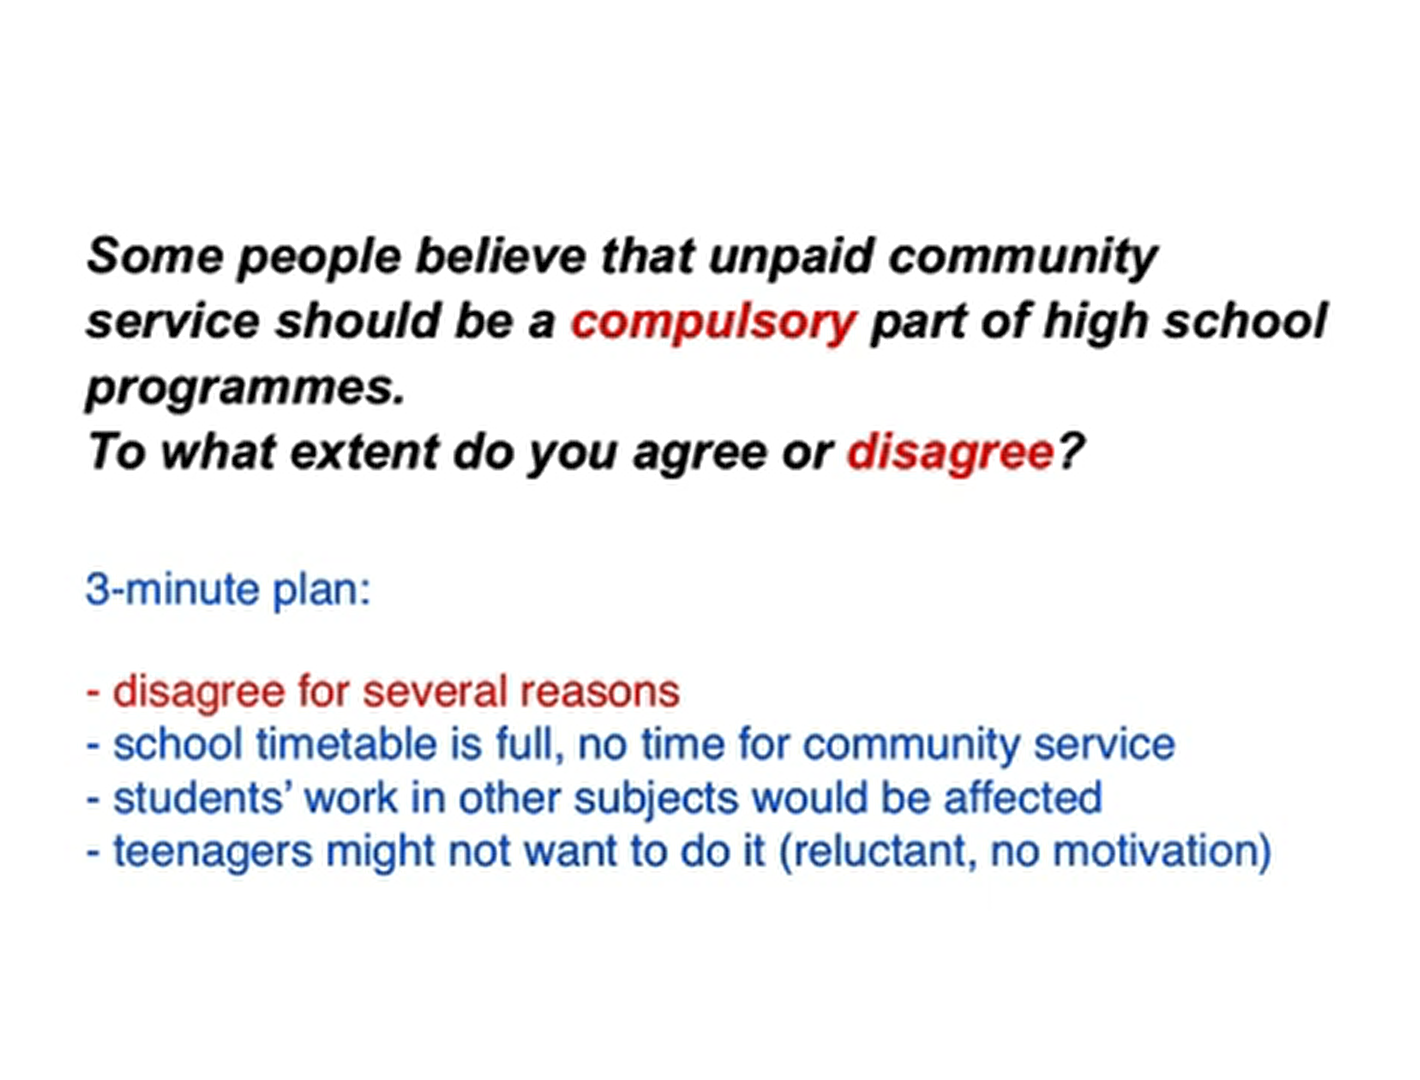 Some people believe that unpaid community
service should be a compulsory part of high school
programmes.
To what extent do you agree or disagree?
3-minute plan:
- disagree for several reasons
- school timetable is full, no time for community service
- students’ work in other subjects would be affected
- teenagers might not want to do it (reluctant, no motivation)